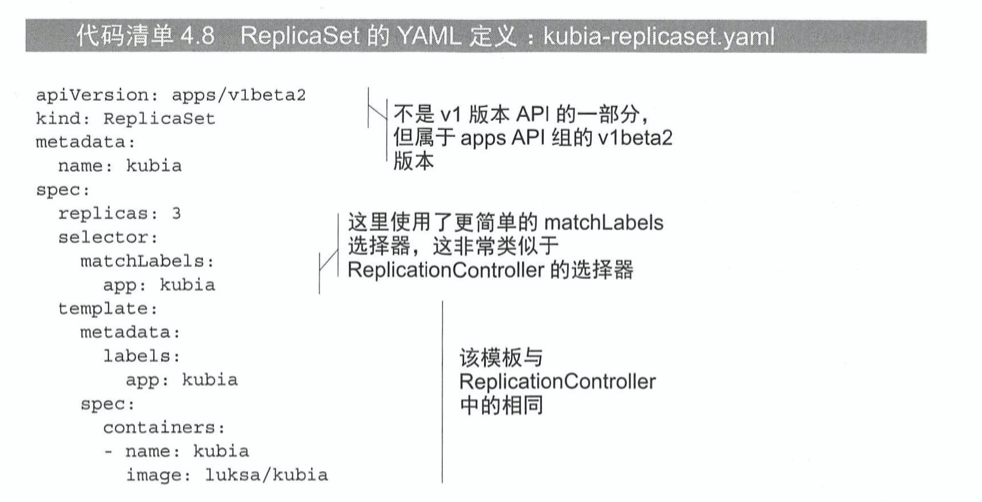 代码清单 4.8 ReplicaSet 的 YAML 定义：kubia-replicaset.yaml
apiVersion: apps/v1beta2
kind: ReplicaSet
metadata:
  name: kubia
spec:
  replicas: 3
  selector:
    matchLabels:
      app: kubia
  template:
    metadata:
      labels:
        app: kubia
    spec:
      containers:
      - name: kubia
        image: luksa/kubia
不是 v1 版本 API 的一部分，
但属于 apps API 组的 v1beta2
版本
这里使用了更简单的 matchLabels
选择器，这非常类似于
ReplicationController 的选择器
该模板与
ReplicationController
中的相同